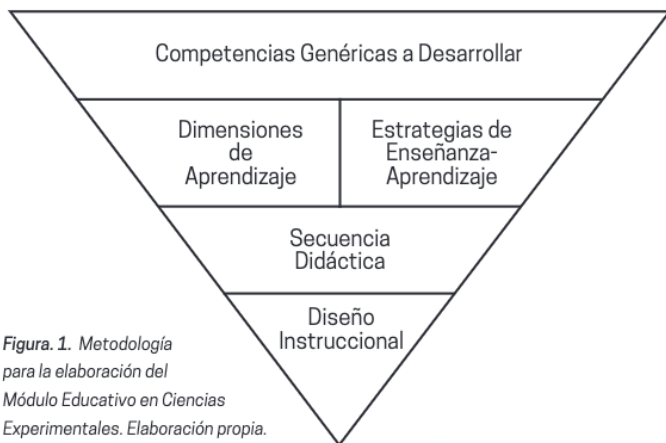 Competencias Genéricas a Desarrollar
Dimensiones
de
Aprendizaje
Estrategias de
Enseñanza-
Aprendizaje
Secuencia
Didáctica
Diseño
Instruccional
Figura. 1. Metodología
para la elaboración del
Módulo Educativo en Ciencias
Experimentales. Elaboración propia.